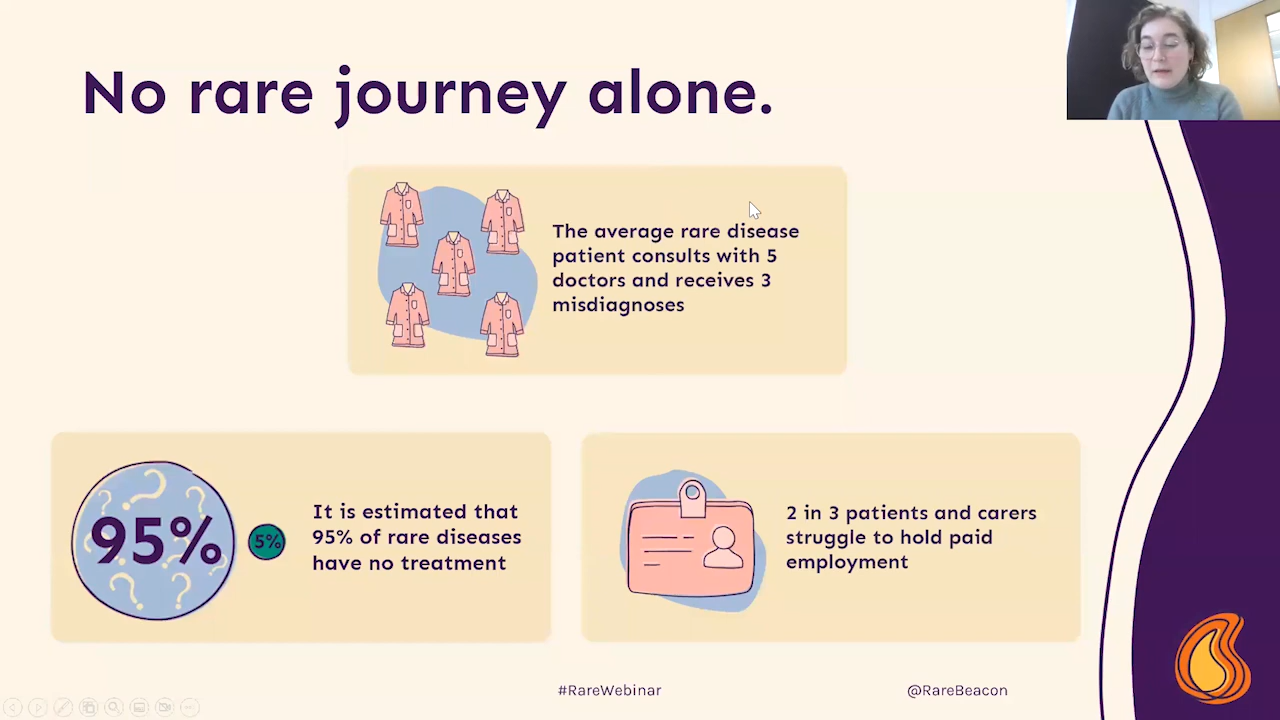 No rare journey alone.
The average rare disease
patient consults with 5
doctors and receives 3
misdiagnoses
95%
5%
It is estimated that
95% of rare diseases
have no treatment
2 in 3 patients and carers
struggle to hold paid
employment
#RareWebinar
@RareBeacon